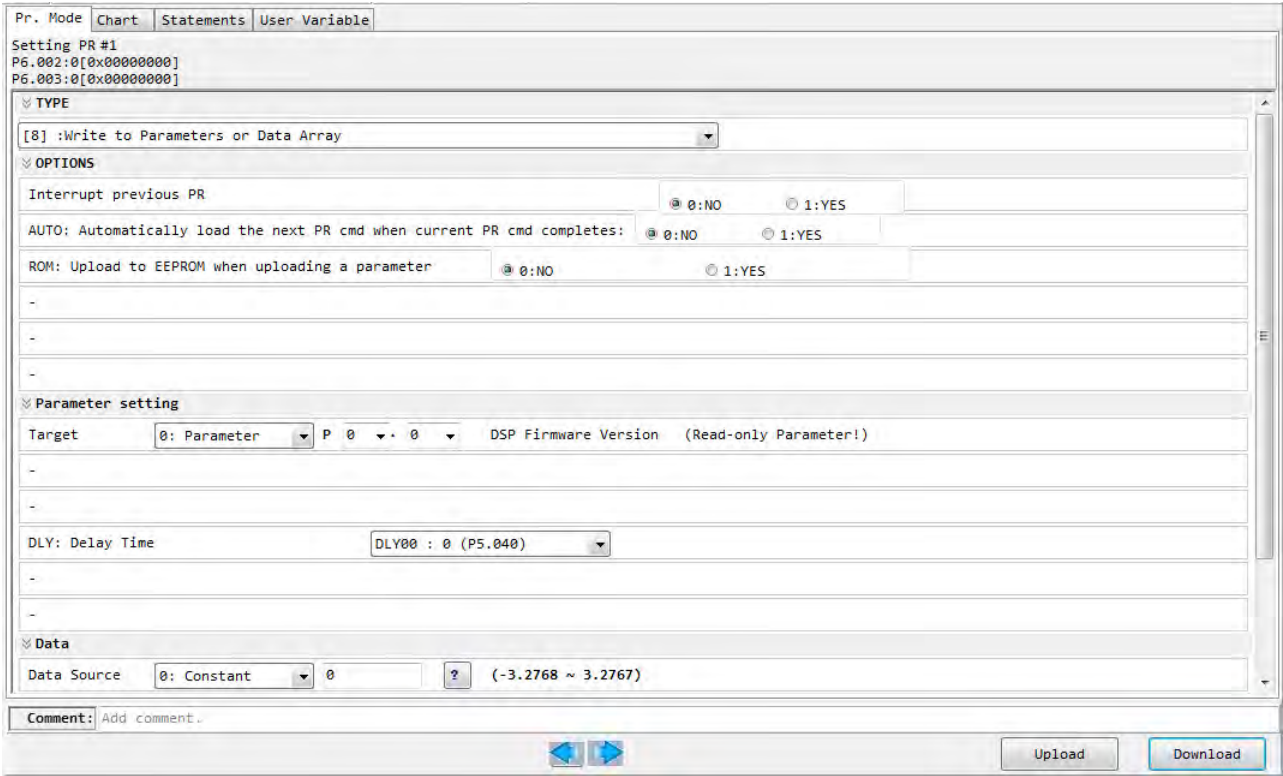 Pr. Mode Chart Statements User Variable
Setting PR #1
P6.002:0[0x00000000]
P6.003:0[0x00000000]
TYPE
[8] :Write to Parameters or Data Array
OPTIONS
Interrupt previous PR 0:NO 1:YES
AUTO: Automatically load the next PR cmd when current PR cmd completes: 0:NO 1:YES
ROM: Upload to EEPROM when uploading a parameter 0:NO 1:YES
-
-
-
Parameter setting
Target 0: Parameter P 0 . 0 DSP Firmware Version (Read-only Parameter!)
-
-
DLY: Delay Time DLY00 : 0 (P5.040)
-
-
Data
Data Source 0: Constant 0 ? (-3.2768 ~ 3.2767)
Comment: Add comment.
Upload Download